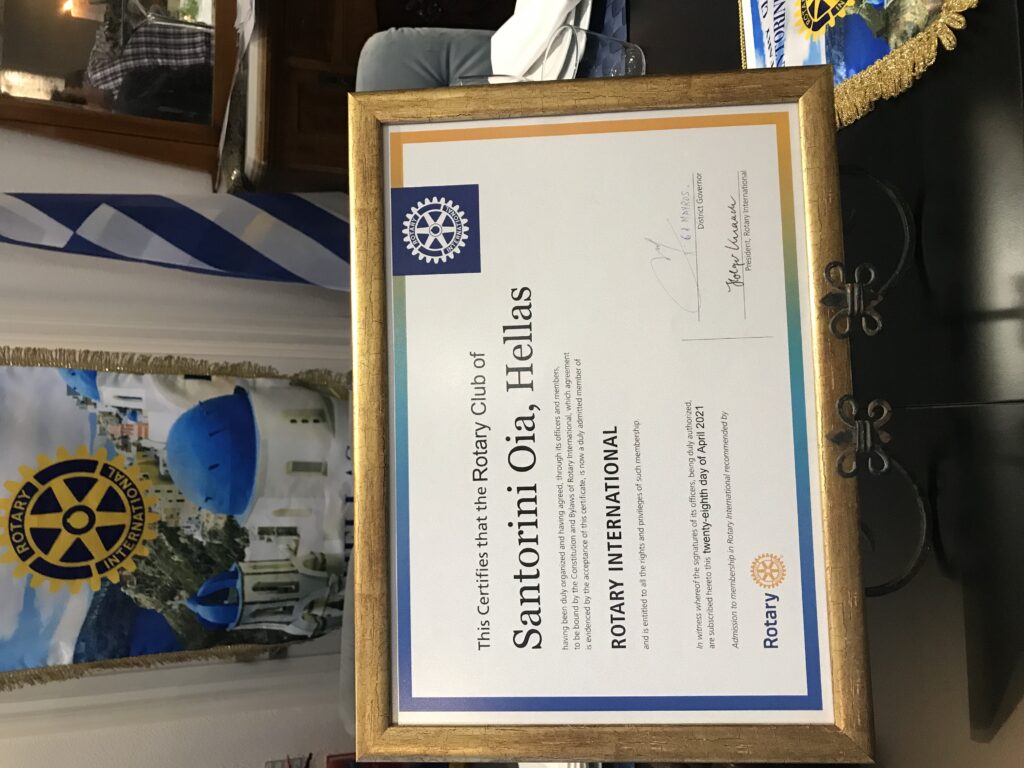 This Certifies that the Rotary Club of
Santorini Oia, Hellas
having been duly organized and having agreed, through its officers and members,
to be bound by the Constitution and Bylaws of Rotary International, which agreement
is evidenced by the acceptance of this certificate, is now a duly admitted member of
ROTARY INTERNATIONAL
and is entitled to all the rights and privileges of such membership.
In witness whereof the signatures of its officers, being duly authorized,
are subscribed hereto this twenty-eighth day of April 2021
Admission to membership in Rotary International recommended by
District Governor
President, Rotary International
Rotary
ROTARY
INTERNATIONAL
ROTARY
INTERNATIONAL